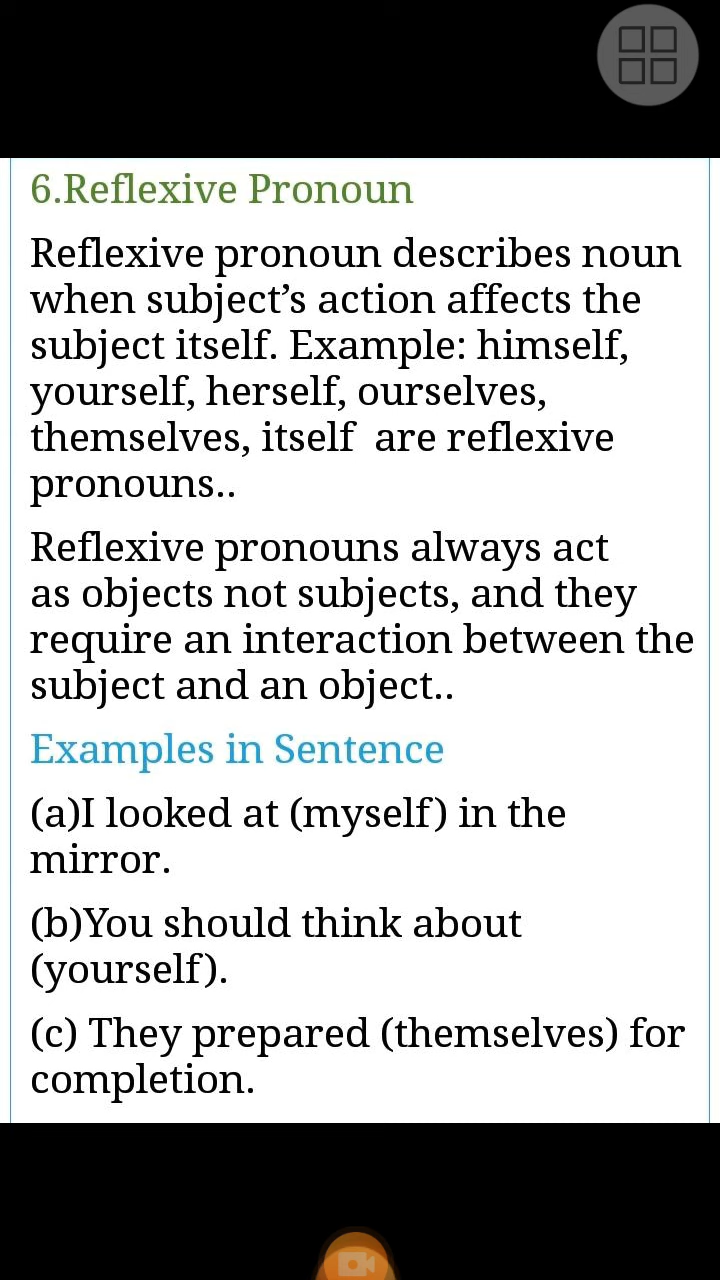 6.Reflexive Pronoun
Reflexive pronoun describes noun
when subject’s action affects the
subject itself. Example: himself,
yourself, herself, ourselves,
themselves, itself  are reflexive
pronouns..
Reflexive pronouns always act
as objects not subjects, and they
require an interaction between the
subject and an object..
Examples in Sentence
(a)I looked at (myself) in the
mirror.
(b)You should think about
(yourself).
(c) They prepared (themselves) for
completion.